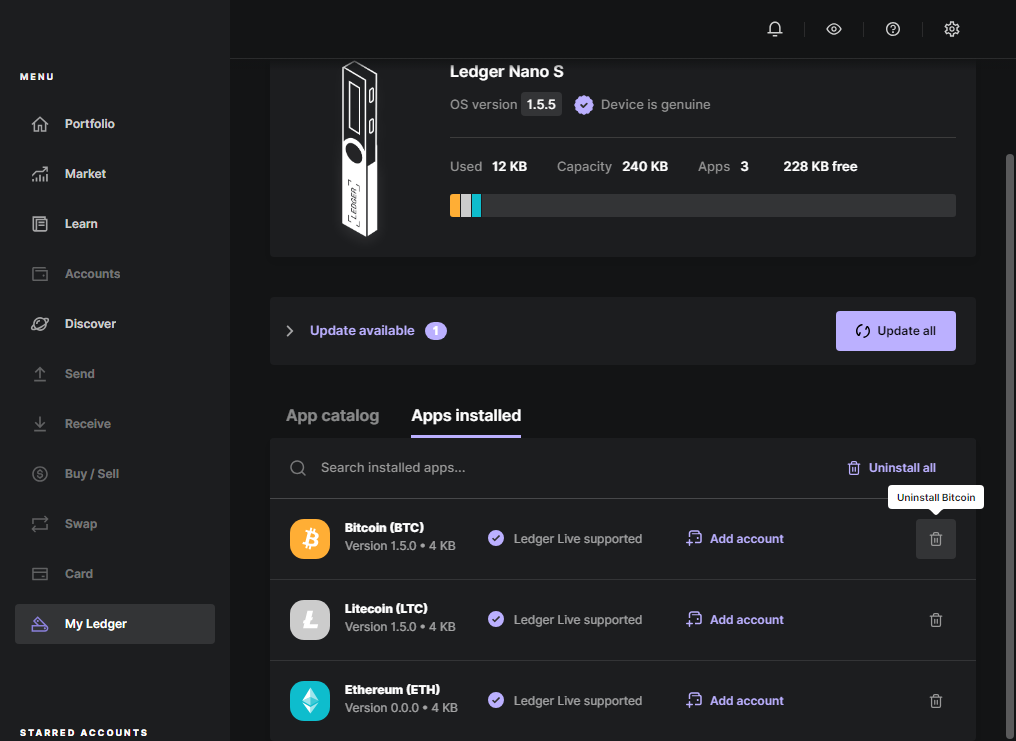 MENU
Portfolio
Market
Learn
Accounts
Discover
Send
Receive
Buy / Sell
Swap
Card
My Ledger
STARRED ACCOUNTS
LEDGER
Ledger Nano S
OS version 1.5.5 Device is genuine
Used 12 KB Capacity 240 KB Apps 3 228 KB free
Update available 1 Update all
App catalog Apps installed
Search installed apps... Uninstall all
Uninstall Bitcoin
Bitcoin (BTC)
Version 1.5.0 • 4 KB Ledger Live supported Add account
Litecoin (LTC)
Version 1.5.0 • 4 KB Ledger Live supported Add account
Ethereum (ETH)
Version 0.0.0 • 4 KB Ledger Live supported Add account